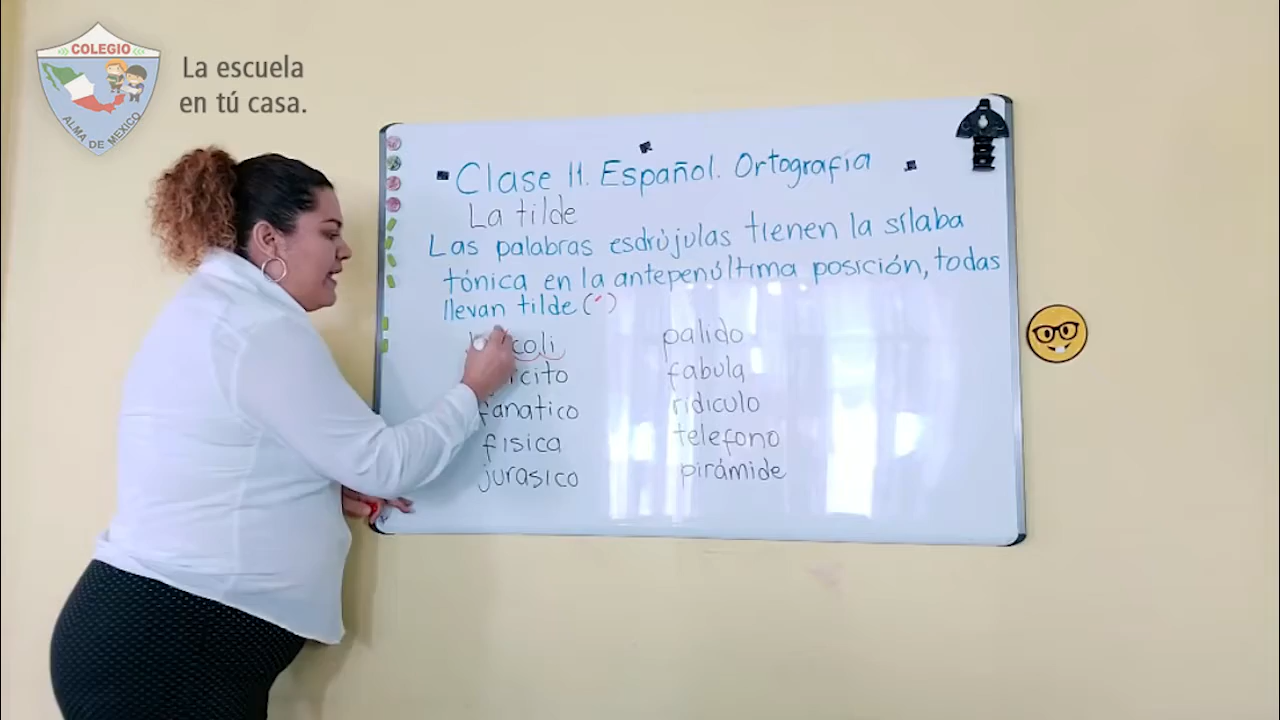 COLEGIO
ALMA DE MEXICO
La escuela
en tú casa.
Clase 11. Español. Ortografía
La tilde
Las palabras esdrújulas tienen la sílaba
tónica en la antepenúltima posición, todas
llevan tilde (´)
palido
fabula
fanatico
ridiculo
fisica
telefono
jurasico
pirámide